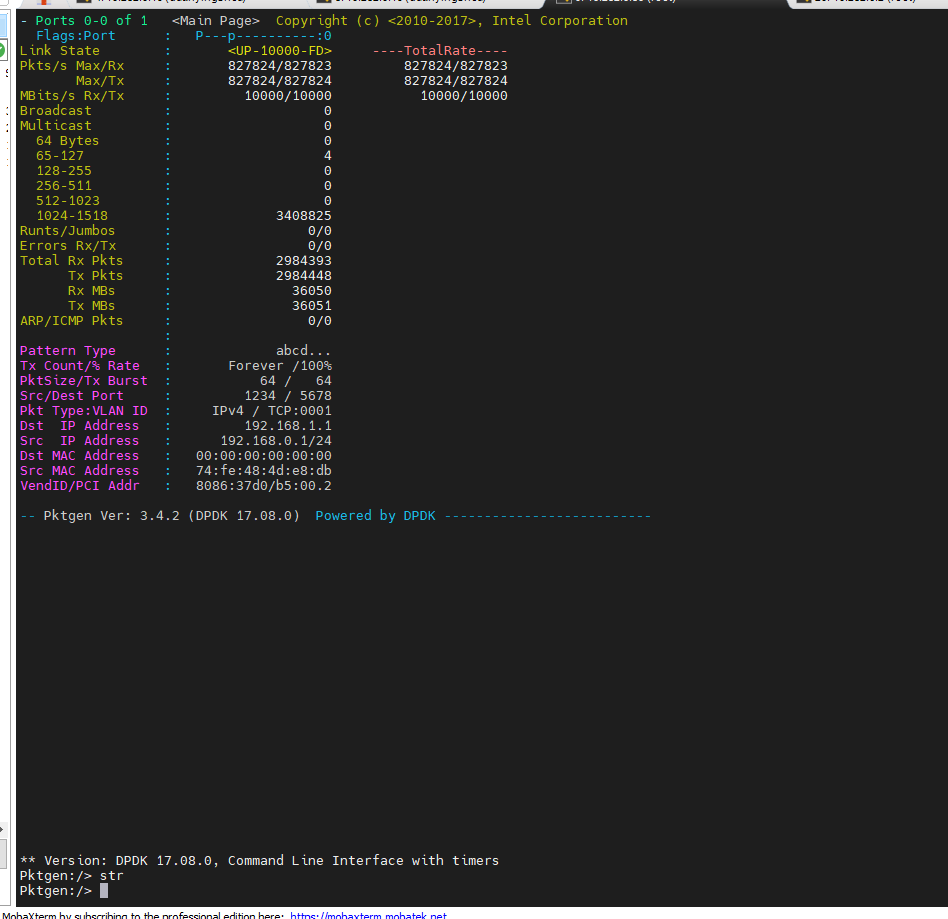 - Ports 0-0 of 1   <Main Page>  Copyright (c) <2010-2017>, Intel Corporation
  Flags:Port      :   P---p----------:0
Link State        :       <UP-10000-FD>     ----TotalRate----
Pkts/s Max/Rx     :       827824/827823         827824/827823
       Max/Tx     :       827824/827824         827824/827824
MBits/s Rx/Tx     :         10000/10000           10000/10000
Broadcast         :                   0
Multicast         :                   0
  64 Bytes        :                   0
  65-127          :                   4
  128-255         :                   0
  256-511         :                   0
  512-1023        :                   0
  1024-1518       :             3408825
Runts/Jumbos      :                 0/0
Errors Rx/Tx      :                 0/0
Total Rx Pkts     :             2984393
      Tx Pkts     :             2984448
      Rx MBs      :               36050
      Tx MBs      :               36051
ARP/ICMP Pkts     :                 0/0
                  :
Pattern Type      :             abcd...
Tx Count/% Rate   :       Forever /100%
PktSize/Tx Burst  :           64 /   64
Src/Dest Port     :         1234 / 5678
Pkt Type:VLAN ID  :     IPv4 / TCP:0001
Dst  IP Address   :         192.168.1.1
Src  IP Address   :      192.168.0.1/24
Dst MAC Address   :   00:00:00:00:00:00
Src MAC Address   :   74:fe:48:4d:e8:db
VendID/PCI Addr   :   8086:37d0/b5:00.2
-- Pktgen Ver: 3.4.2 (DPDK 17.08.0)  Powered by DPDK --------------------------
** Version: DPDK 17.08.0, Command Line Interface with timers
Pktgen:/> str
Pktgen:/>
MobaXterm by subscribing to the professional edition here: https://mobaxterm.mobatek.net